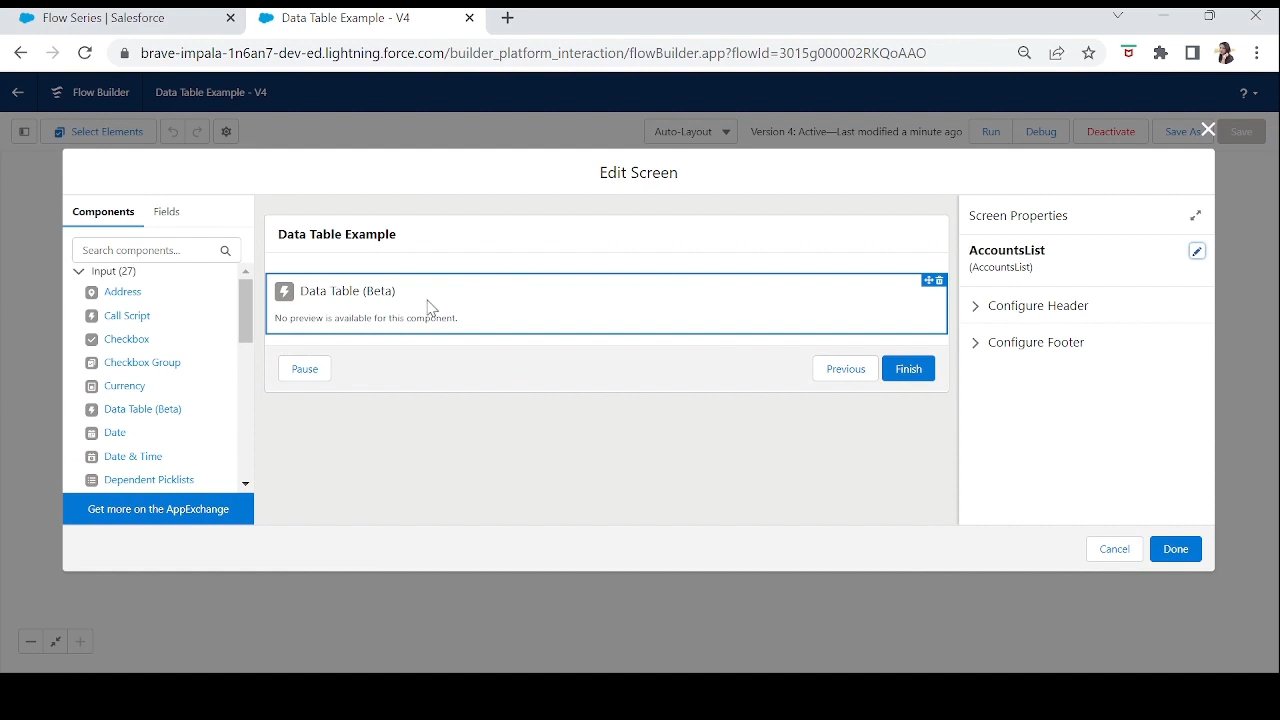 Flow Series | Salesforce
Data Table Example - V4
brave-impala-1n6an7-dev-ed.lightning.force.com/builder_platform_interaction/flowBuilder.app?flowId=3015g000002RKQoAAO
Flow Builder
Data Table Example - V4
?
Select Elements
Auto-Layout
Version 4: Active—Last modified a minute ago
Run
Debug
Deactivate
Save As
Save
Edit Screen
Components
Fields
Search components...
Input (27)
Address
Call Script
Checkbox
Checkbox Group
Currency
Data Table (Beta)
Date
Date & Time
Dependent Picklists
Get more on the AppExchange
Data Table Example
Data Table (Beta)
No preview is available for this component.
Pause
Previous
Finish
Screen Properties
AccountsList
(AccountsList)
Configure Header
Configure Footer
Cancel
Done